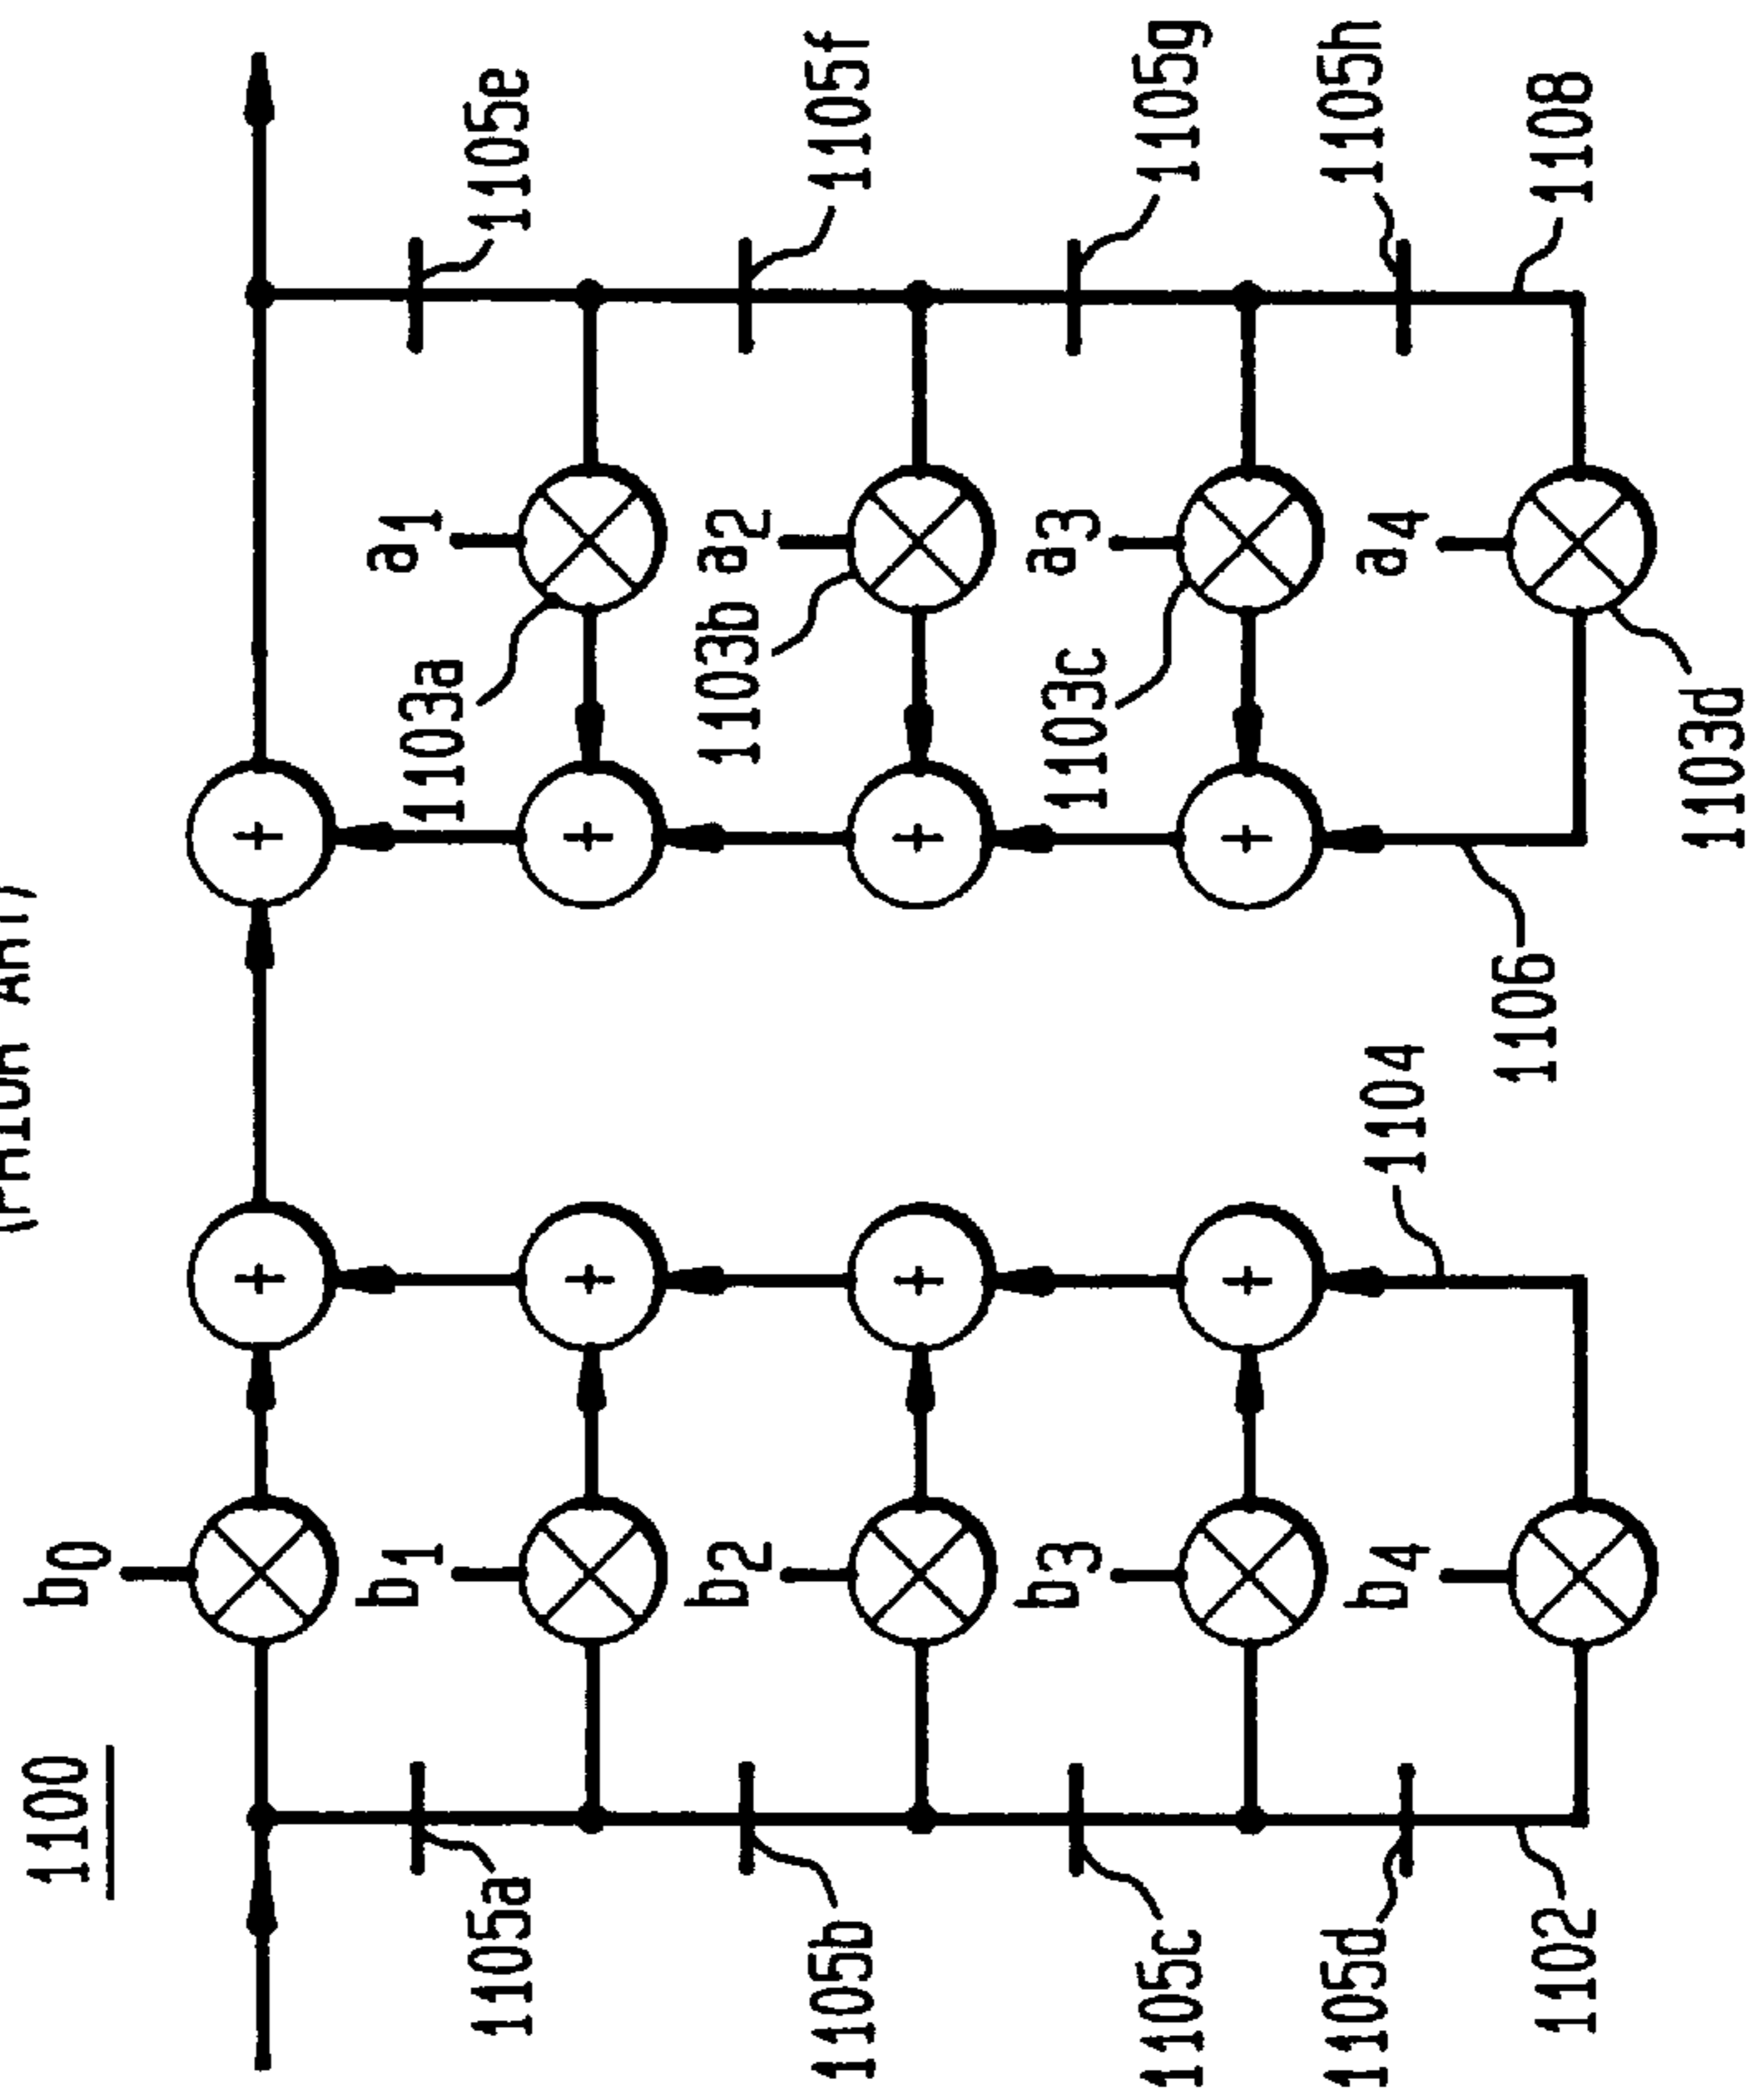 (PRIOR ART)
1100
b0
b1
a1
1103a
1105a
1105e
b2
1103b
a2
1105b
1105f
b3
1103c
a3
1105c
1105g
1105d
b4
1104
a4
1105h
1102
1106
1108
1103d